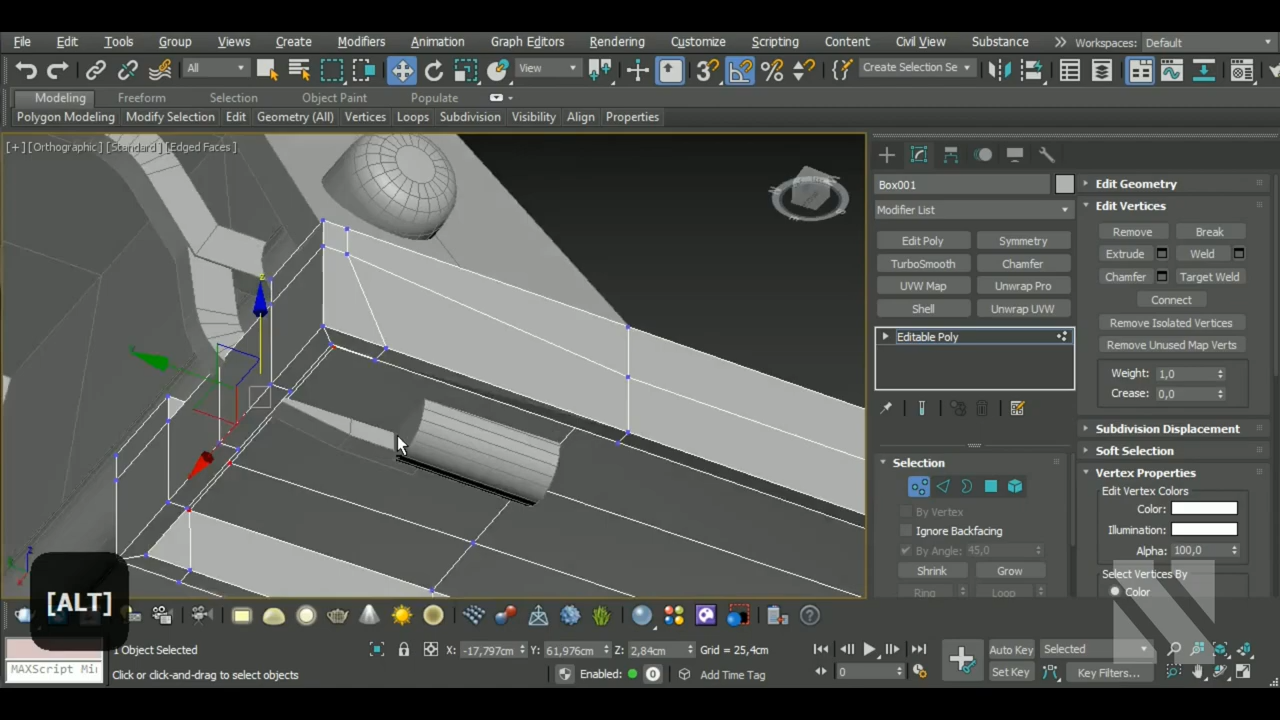 File Edit Tools Group Views Create Modifiers Animation Graph Editors Rendering Customize Scripting Content Civil View Substance Workspaces: Default
All View Create Selection Se
Modeling Freeform Selection Object Paint Populate
Polygon Modeling Modify Selection Edit Geometry (All) Vertices Loops Subdivision Visibility Align Properties
[+] [Orthographic] [Standard] [Edged Faces]
Box001
Modifier List
Edit Poly Symmetry
TurboSmooth Chamfer
UVW Map Unwrap Pro
Shell Unwrap UVW
Editable Poly
Selection
By Vertex
Ignore Backfacing
By Angle: 45,0
Shrink Grow
Ring Loop
Edit Geometry
Edit Vertices
Remove Break
Extrude Weld
Chamfer Target Weld
Connect
Remove Isolated Vertices
Remove Unused Map Verts
Weight: 1,0
Crease: 0,0
Subdivision Displacement
Soft Selection
Vertex Properties
Edit Vertex Colors
Color:
Illumination:
Alpha: 100,0
Select Vertices By
Color
[ALT]
1 Object Selected X: -17,797cm Y: 61,976cm Z: 2,84cm Grid = 25,4cm Auto Key Selected
MAXScript Mi Click or click-and-drag to select objects Enabled: 0 Add Time Tag 0 Set Key Key Filters...